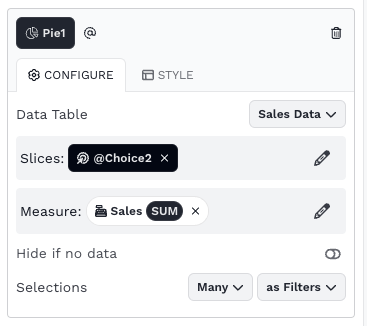 Pie1 @
CONFIGURE STYLE
Data Table Sales Data
Slices: @Choice2 ×
Measure: Sales SUM ×
Hide if no data
Selections Many as Filters